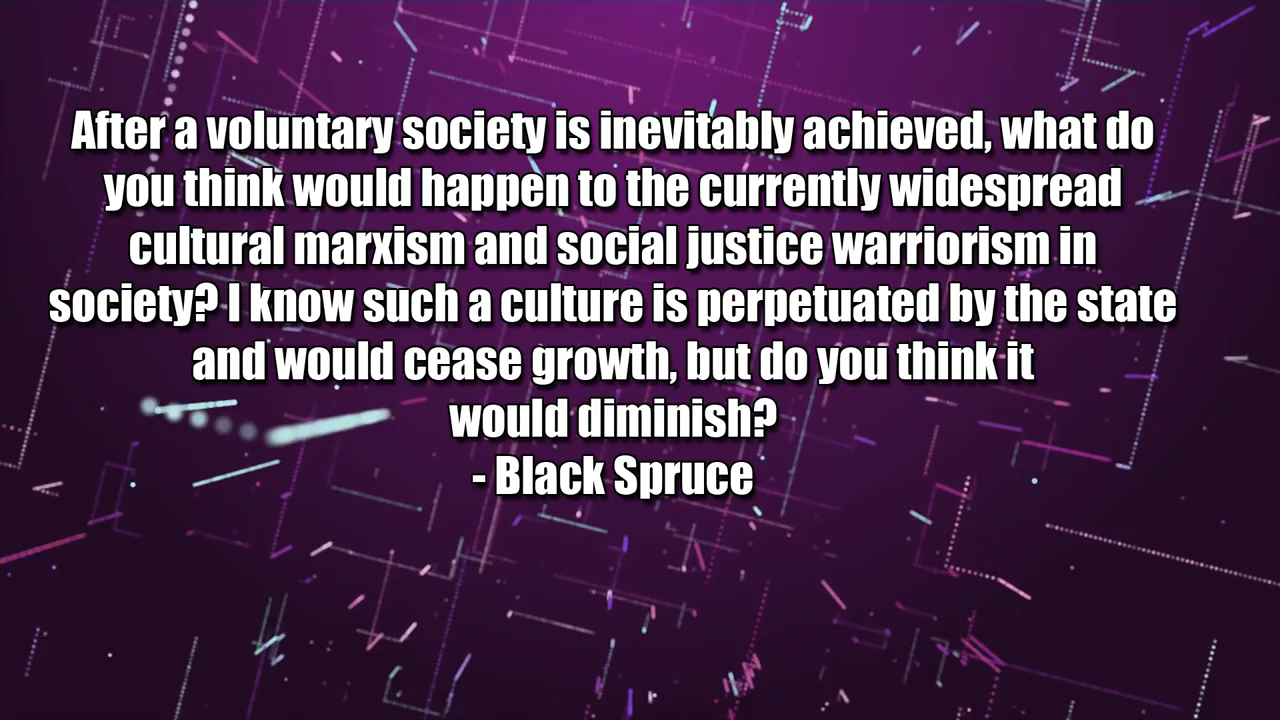 After a voluntary society is inevitably achieved, what do
you think would happen to the currently widespread
cultural marxism and social justice warriorism in
society? I know such a culture is perpetuated by the state
and would cease growth, but do you think it
would diminish?
- Black Spruce